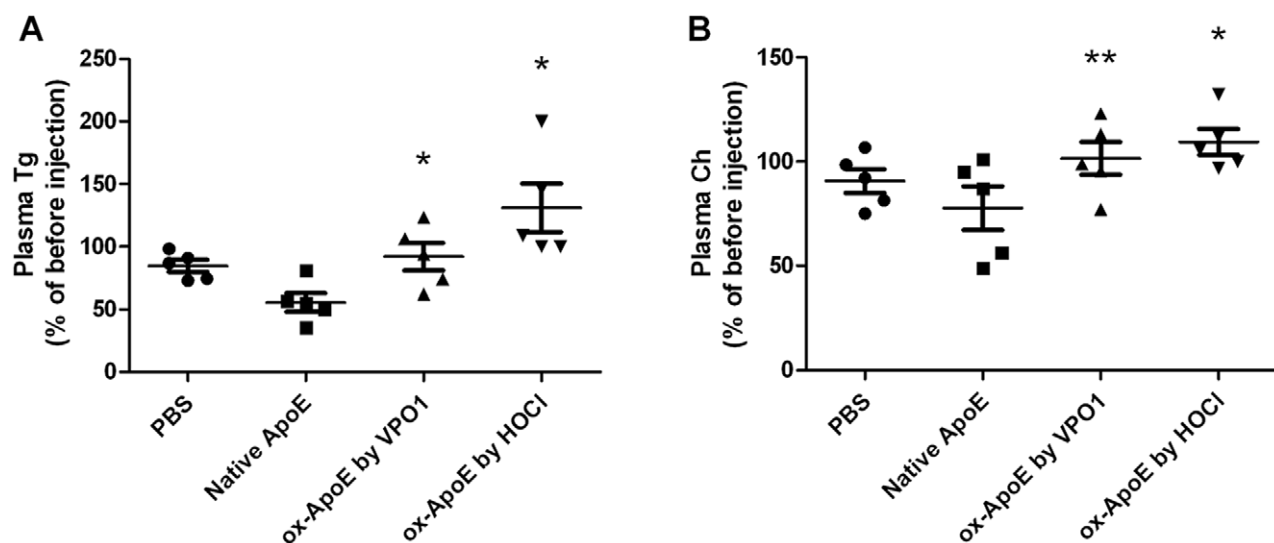 A
Plasma Tg
(% of before injection)
250
200
150
100
50
0
*
*
PBS
Native ApoE
ox-ApoE by VPO1
ox-ApoE by HOCl
B
Plasma Ch
(% of before injection)
150
100
50
0
**
*
PBS
Native ApoE
ox-ApoE by VPO1
ox-ApoE by HOCl